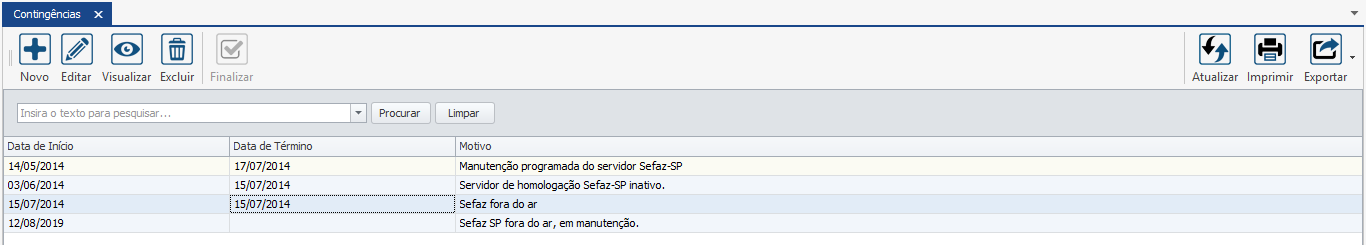 Contingências
Novo Editar Visualizar Excluir Finalizar Atualizar Imprimir Exportar
Insira o texto para pesquisar... Procurar Limpar
Data de Início Data de Término Motivo
14/05/2014 17/07/2014 Manutenção programada do servidor Sefaz-SP
03/06/2014 15/07/2014 Servidor de homologação Sefaz-SP inativo.
15/07/2014 15/07/2014 Sefaz fora do ar
12/08/2019 Sefaz SP fora do ar, em manutenção.